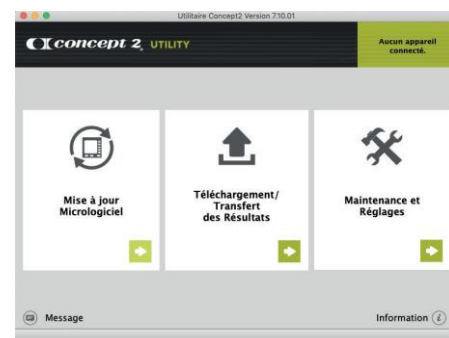 Utilitaire Concept2 Version 7.10.01
concept 2 UTILITY
Aucun appareil
connecté.
Mise à jour
Micrologiciel
Téléchargement/
Transfert
des Résultats
Maintenance et
Réglages
Message
Information i